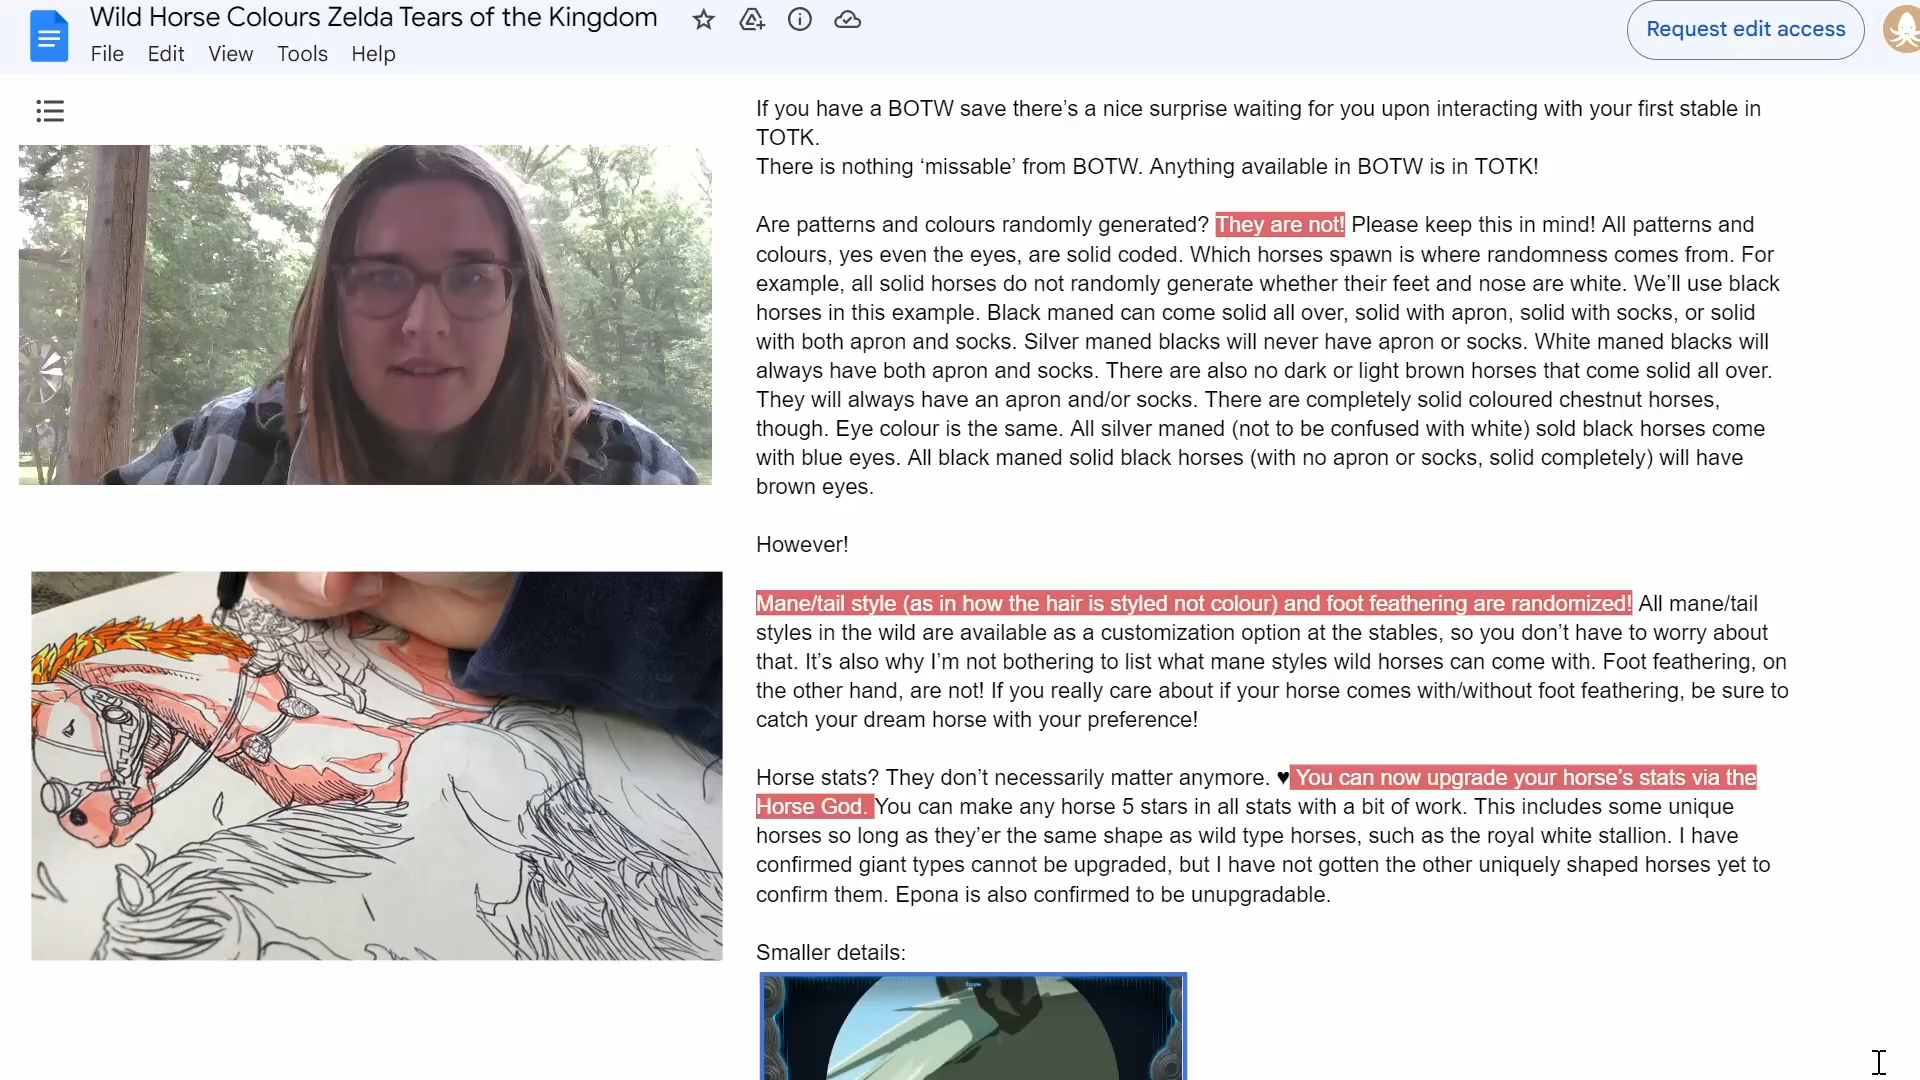 Wild Horse Colours Zelda Tears of the Kingdom
Request edit access
File Edit View Tools Help
If you have a BOTW save there’s a nice surprise waiting for you upon interacting with your first stable in
TOTK.
There is nothing ‘missable’ from BOTW. Anything available in BOTW is in TOTK!
Are patterns and colours randomly generated? They are not! Please keep this in mind! All patterns and
colours, yes even the eyes, are solid coded. Which horses spawn is where randomness comes from. For
example, all solid horses do not randomly generate whether their feet and nose are white. We’ll use black
horses in this example. Black maned can come solid all over, solid with apron, solid with socks, or solid
with both apron and socks. Silver maned blacks will never have apron or socks. White maned blacks will
always have both apron and socks. There are also no dark or light brown horses that come solid all over.
They will always have an apron and/or socks. There are completely solid coloured chestnut horses,
though. Eye colour is the same. All silver maned (not to be confused with white) sold black horses come
with blue eyes. All black maned solid black horses (with no apron or socks, solid completely) will have
brown eyes.
However!
Mane/tail style (as in how the hair is styled not colour) and foot feathering are randomized! All mane/tail
styles in the wild are available as a customization option at the stables, so you don’t have to worry about
that. It’s also why I’m not bothering to list what mane styles wild horses can come with. Foot feathering, on
the other hand, are not! If you really care about if your horse comes with/without foot feathering, be sure to
catch your dream horse with your preference!
Horse stats? They don’t necessarily matter anymore. ♥ You can now upgrade your horse’s stats via the
Horse God. You can make any horse 5 stars in all stats with a bit of work. This includes some unique
horses so long as they’er the same shape as wild type horses, such as the royal white stallion. I have
confirmed giant types cannot be upgraded, but I have not gotten the other uniquely shaped horses yet to
confirm them. Epona is also confirmed to be unupgradable.
Smaller details: